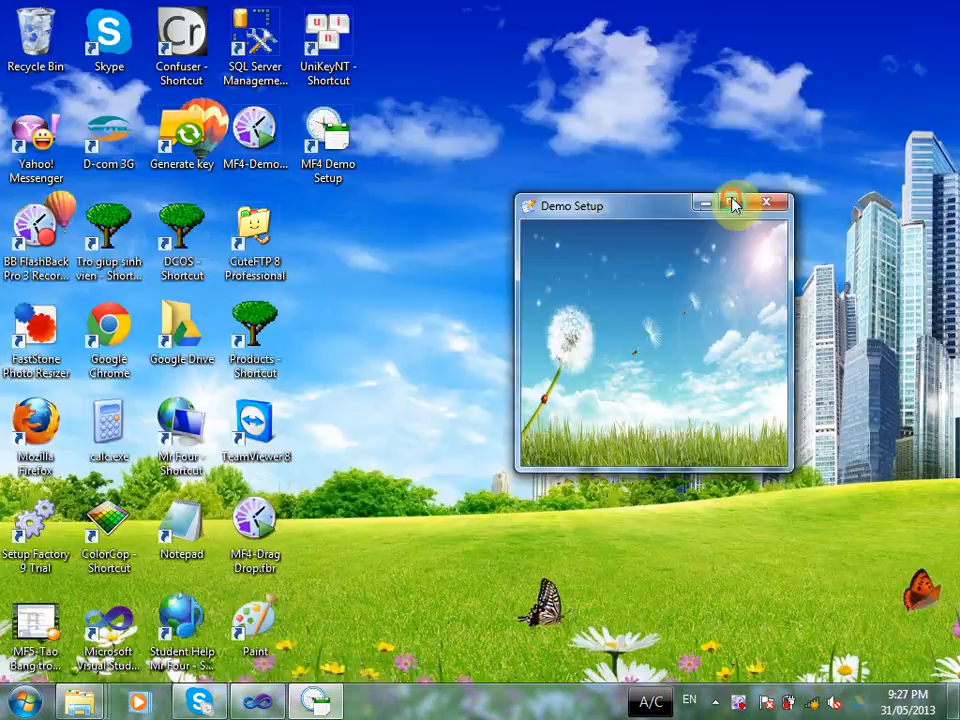 Recycle Bin
Skype
Confuser -
Shortcut
SQL Server
Manageme...
UniKeyNT -
Shortcut
Yahoo!
Messenger
D-com 3G
Generate key
MF4-Demo...
MF4 Demo
Setup
Demo Setup
BB FlashBack
Pro 3 Recor...
Tro giup sinh
vien - Short...
DCOS -
Shortcut
CuteFTP 8
Professional
FastStone
Photo Resizer
Google
Chrome
Google Drive
Products -
Shortcut
Mozilla
Firefox
calc.exe
Mr Four -
Shortcut
TeamViewer 8
Setup Factory
9 Trial
ColorCop -
Shortcut
Notepad
MF4-Drag
Drop.fbr
MF5-Tao
Bang tro...
Microsoft
Visual Stud...
Student Help
Mr Four - S...
Paint
A/C
EN
9:27 PM
31/05/2013